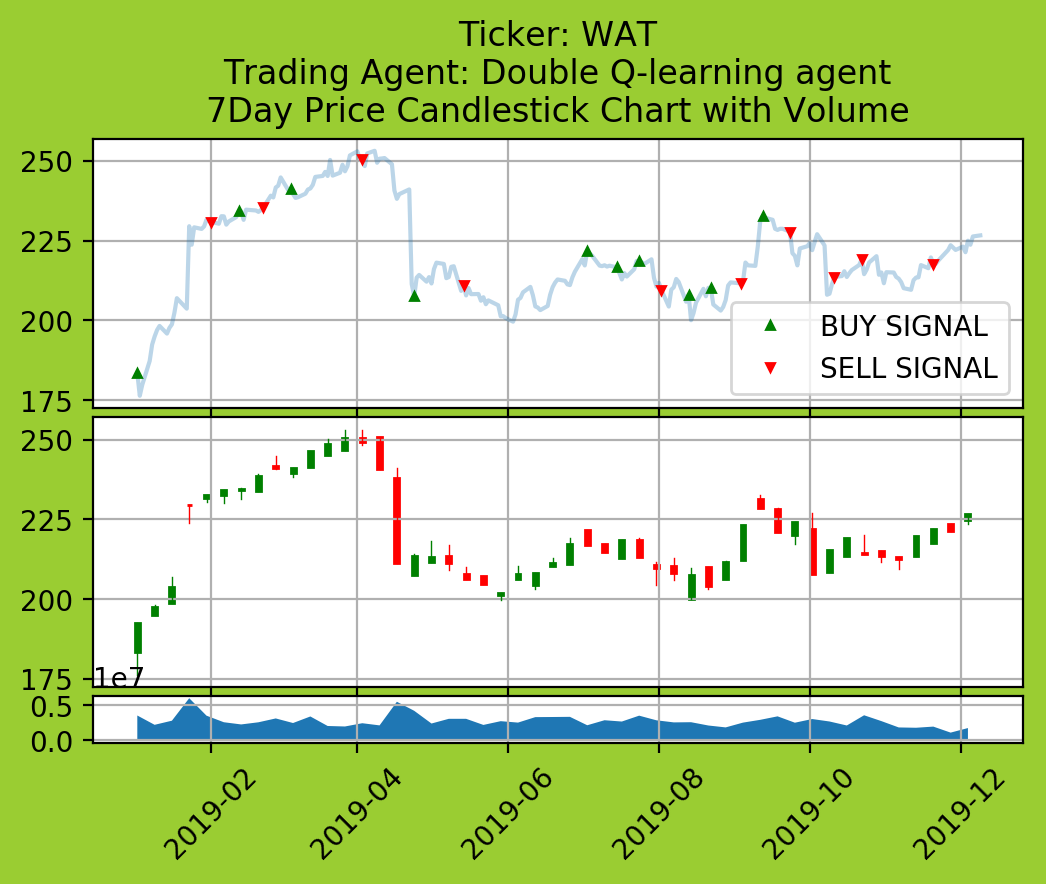 Ticker: WAT
Trading Agent: Double Q-learning agent
7Day Price Candlestick Chart with Volume
250
225
200
175
BUY SIGNAL
SELL SIGNAL
250
225
200
175
1e7
0.5
0.0
2019-02
2019-04
2019-06
2019-08
2019-10
2019-12